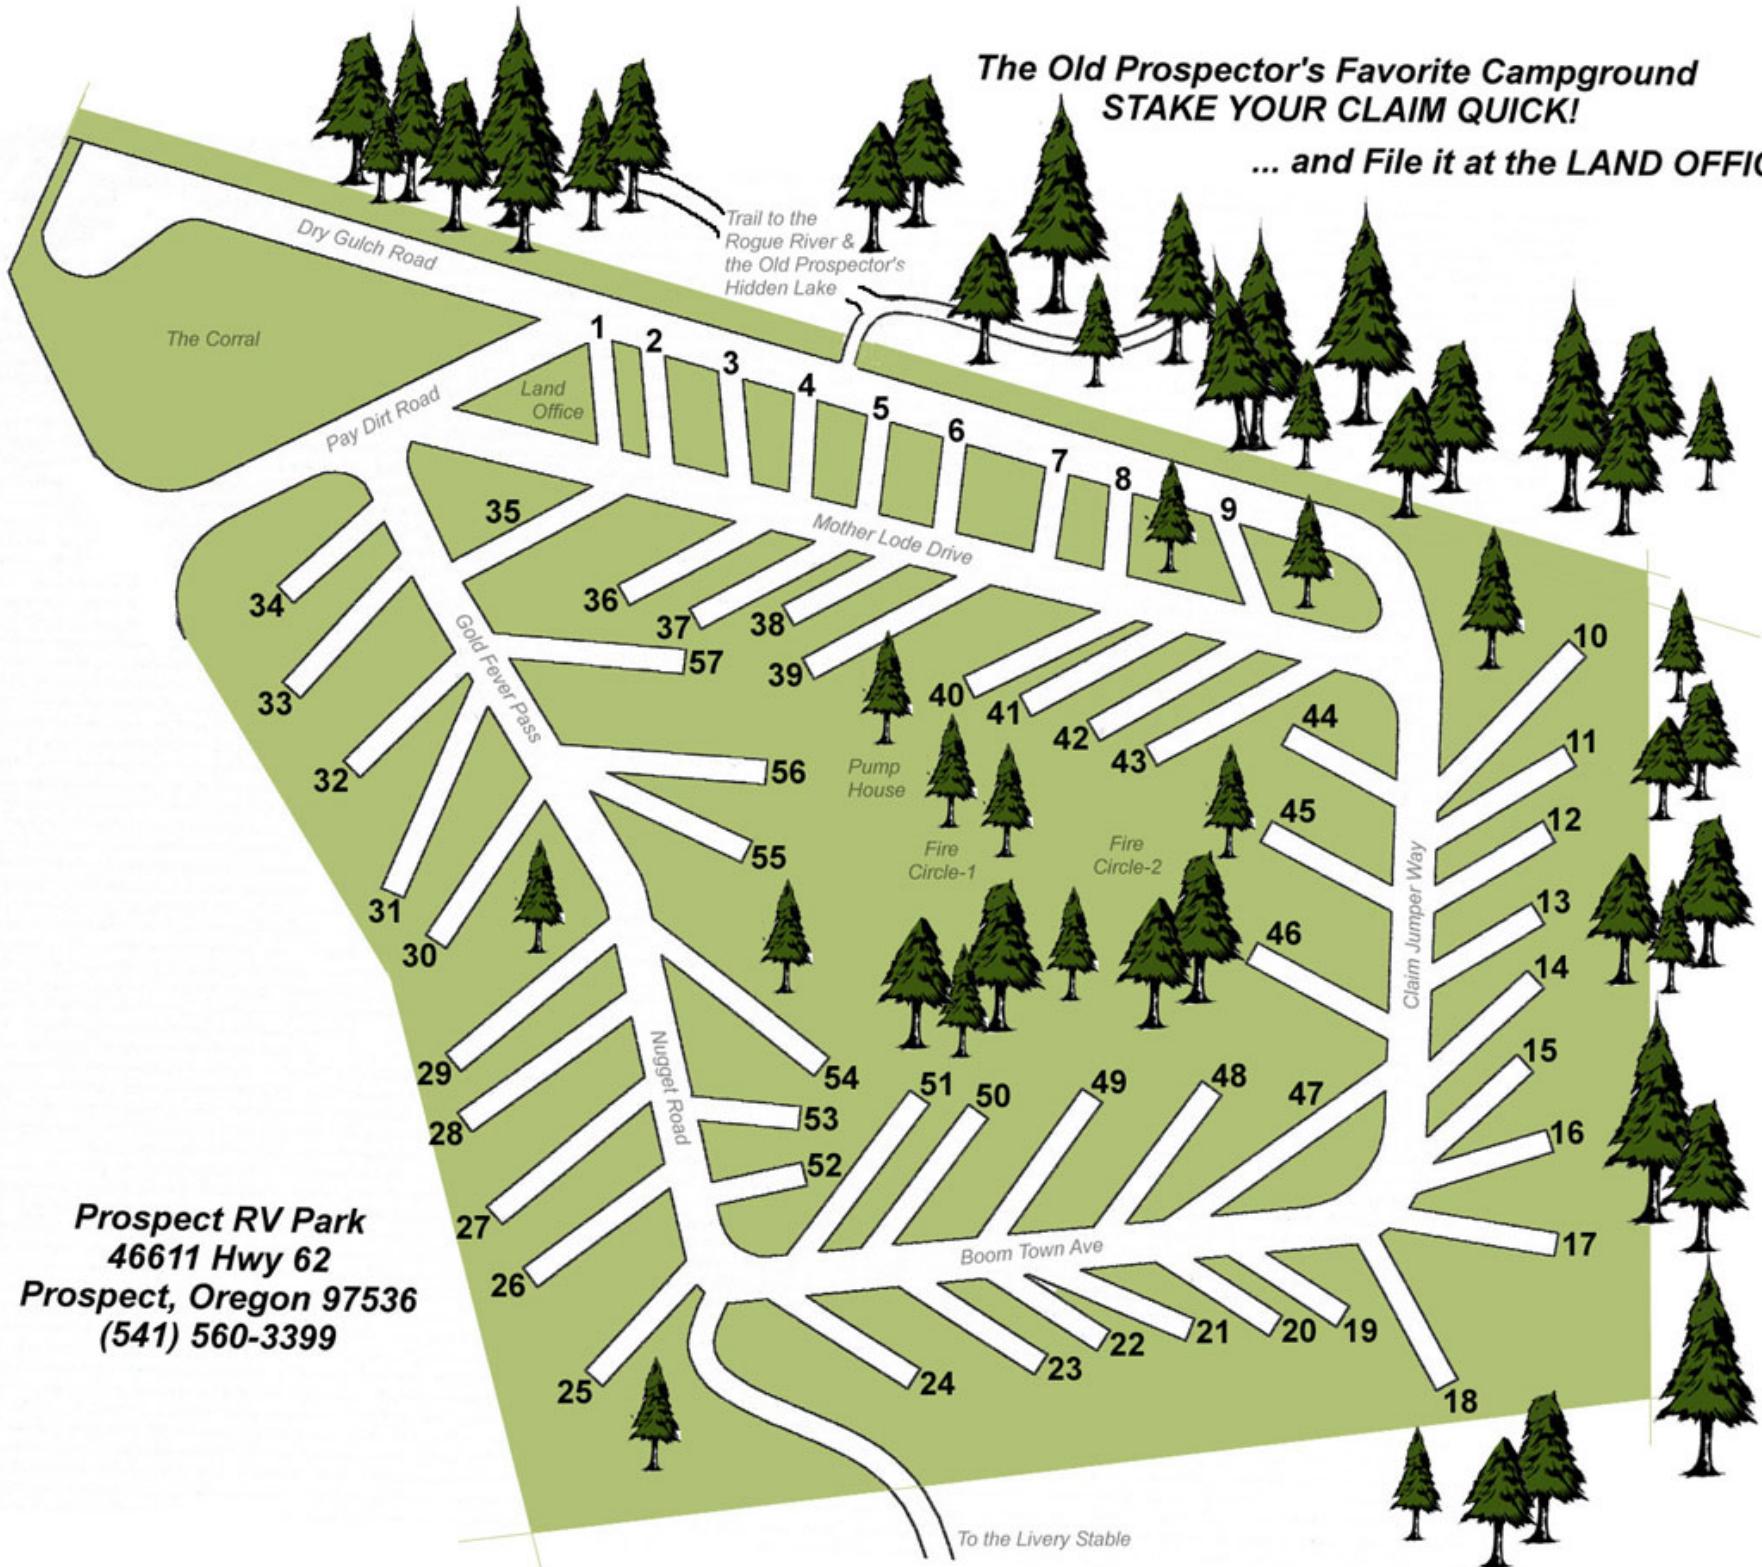 The Old Prospector's Favorite Campground
STAKE YOUR CLAIM QUICK!
... and File it at the LAND OFFIC
Trail to the
Rogue River &
the Old Prospector's
Hidden Lake
Dry Gulch Road
The Corral
Land
Office
Pay Dirt Road
1
2
3
4
5
6
7
8
9
Mother Lode Drive
35
36
37
38
39
40
41
42
43
34
33
32
31
30
Gold Fever Pass
57
56
55
Pump
House
Fire
Circle-1
Fire
Circle-2
44
45
46
47
Claim Jumper Way
10
11
12
13
14
15
16
17
18
29
28
27
26
25
Nugget Road
54
53
52
51
50
49
48
Boom Town Ave
24
23
22
21
20
19
Prospect RV Park
46611 Hwy 62
Prospect, Oregon 97536
(541) 560-3399
To the Livery Stable